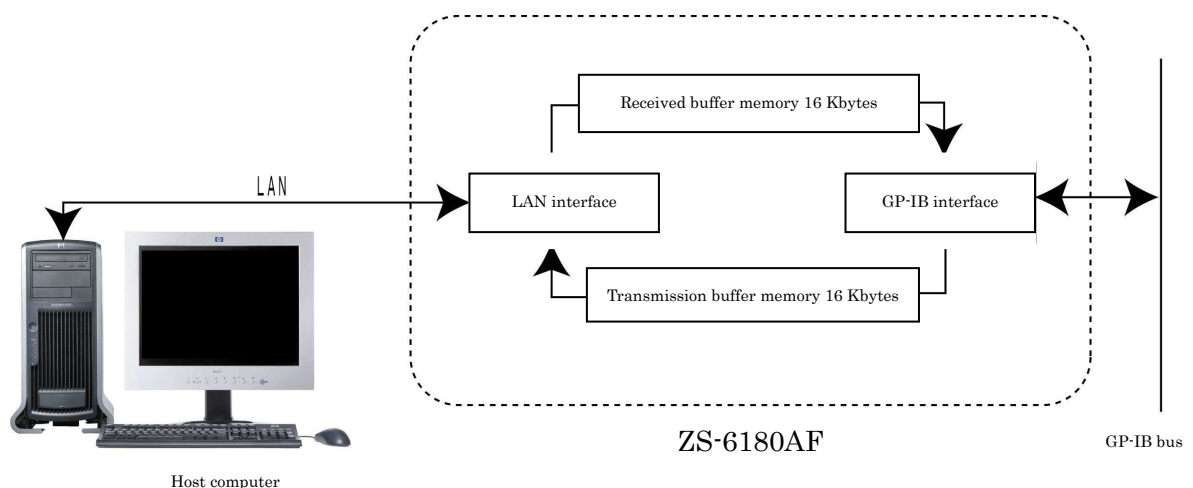 Received buffer memory 16 Kbytes
LAN
LAN interface
GP-IB interface
Transmission buffer memory 16 Kbytes
ZS-6180AF
GP-IB bus
Host computer
hp